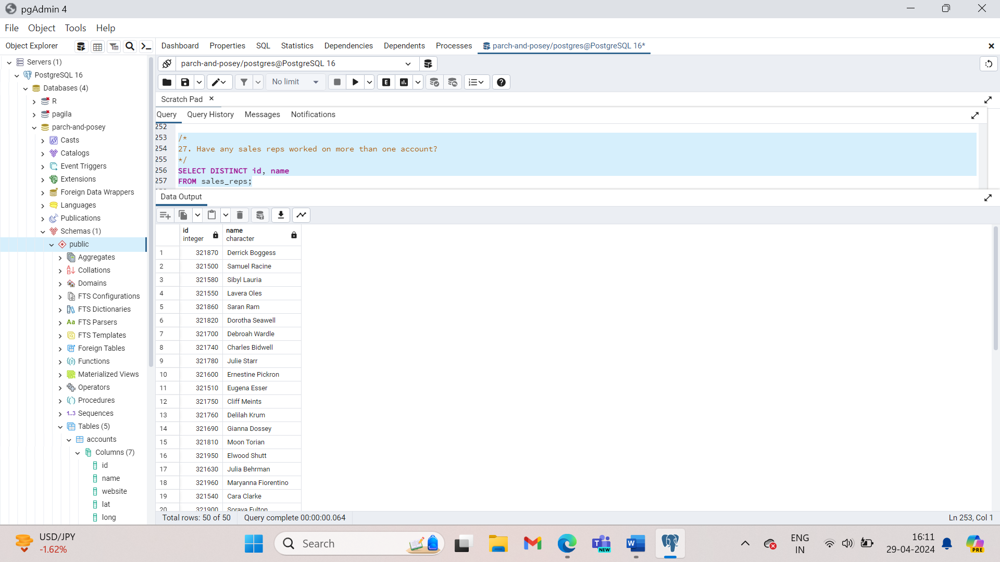 pgAdmin 4
File Object Tools Help
Object Explorer
Dashboard Properties SQL Statistics Dependencies Dependents Processes parch-and-posey/postgres@PostgreSQL 16*
parch-and-posey/postgres@PostgreSQL 16
No limit
E
Scratch Pad
Query Query History Messages Notifications
252
253 /*
254 27. Have any sales reps worked on more than one account?
255 */
256 SELECT DISTINCT id, name
257 FROM sales_reps;
Data Output
id integer
name character
1 321870 Derrick Boggess
2 321500 Samuel Racine
3 321580 Sibyl Lauria
4 321550 Lavera Oles
5 321860 Saran Ram
6 321820 Dorotha Seawell
7 321700 Debroah Wardle
8 321740 Charles Bidwell
9 321780 Julie Starr
10 321600 Ernestine Pickron
11 321510 Eugena Esser
12 321750 Cliff Meints
13 321760 Delilah Krum
14 321690 Gianna Dossey
15 321810 Moon Torian
16 321950 Elwood Shutt
17 321630 Julia Behrman
18 321960 Maryanna Fiorentino
19 321540 Cara Clarke
20 321900 Soraya Fulton
Total rows: 50 of 50 Query complete 00:00:00.064 Ln 253, Col 1
Servers (1)
PostgreSQL 16
Databases (4)
R
pagila
parch-and-posey
Casts
Catalogs
Event Triggers
Extensions
Foreign Data Wrappers
Languages
Publications
Schemas (1)
public
Aggregates
Collations
Domains
FTS Configurations
FTS Dictionaries
Aa FTS Parsers
FTS Templates
Foreign Tables
Functions
Materialized Views
Operators
Procedures
1..3 Sequences
Tables (5)
accounts
Columns (7)
id
name
website
lat
long
USD/JPY
-1.62%
Search
NEW
W
ENG
IN
16:11
29-04-2024
PRE